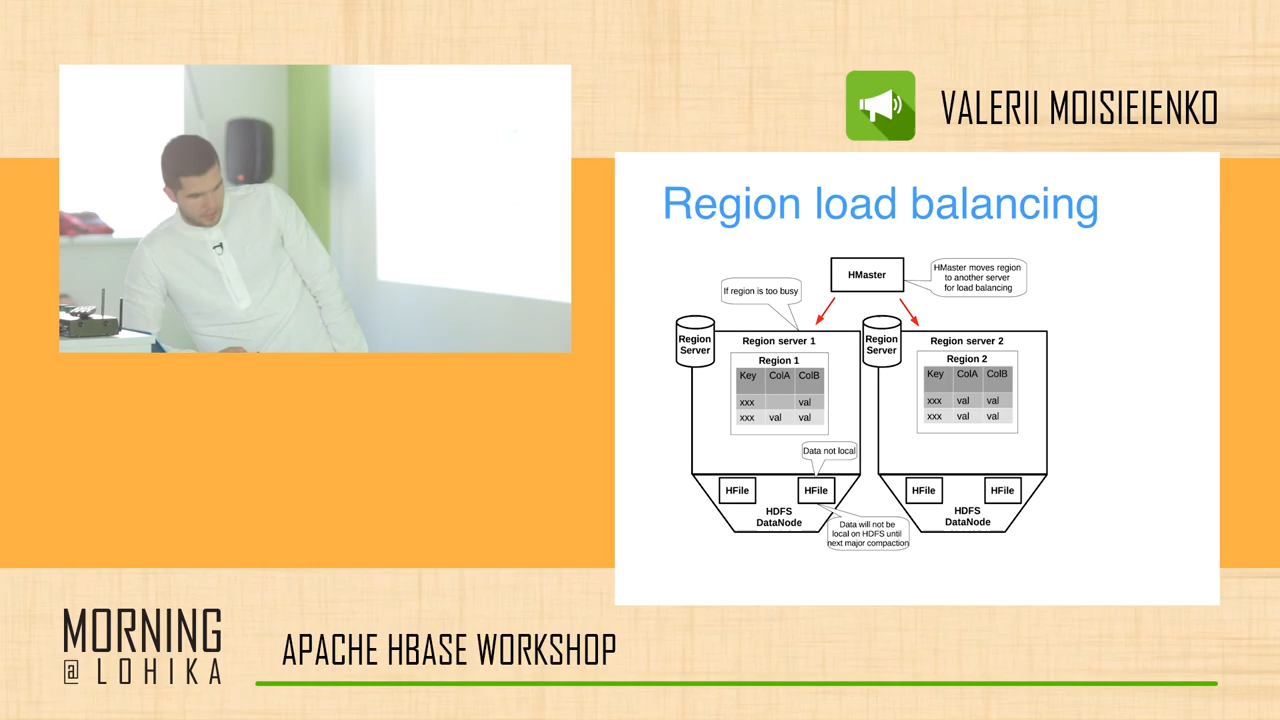 VALERII MOISIEIENKO
Region load balancing
HMaster
HMaster moves region
to another server
for load balancing
If region is too busy
Region
Server
Region server 1
Region 1
Key ColA ColB
xxx val
xxx val val
Region
Server
Region server 2
Region 2
Key ColA ColB
xxx val val
xxx val val
Data not local
HFile
HFile
HDFS
DataNode
Data will not be
local on HDFS until
next major compaction
HFile
HFile
HDFS
DataNode
MORNING
@ LOHIKA
APACHE HBASE WORKSHOP